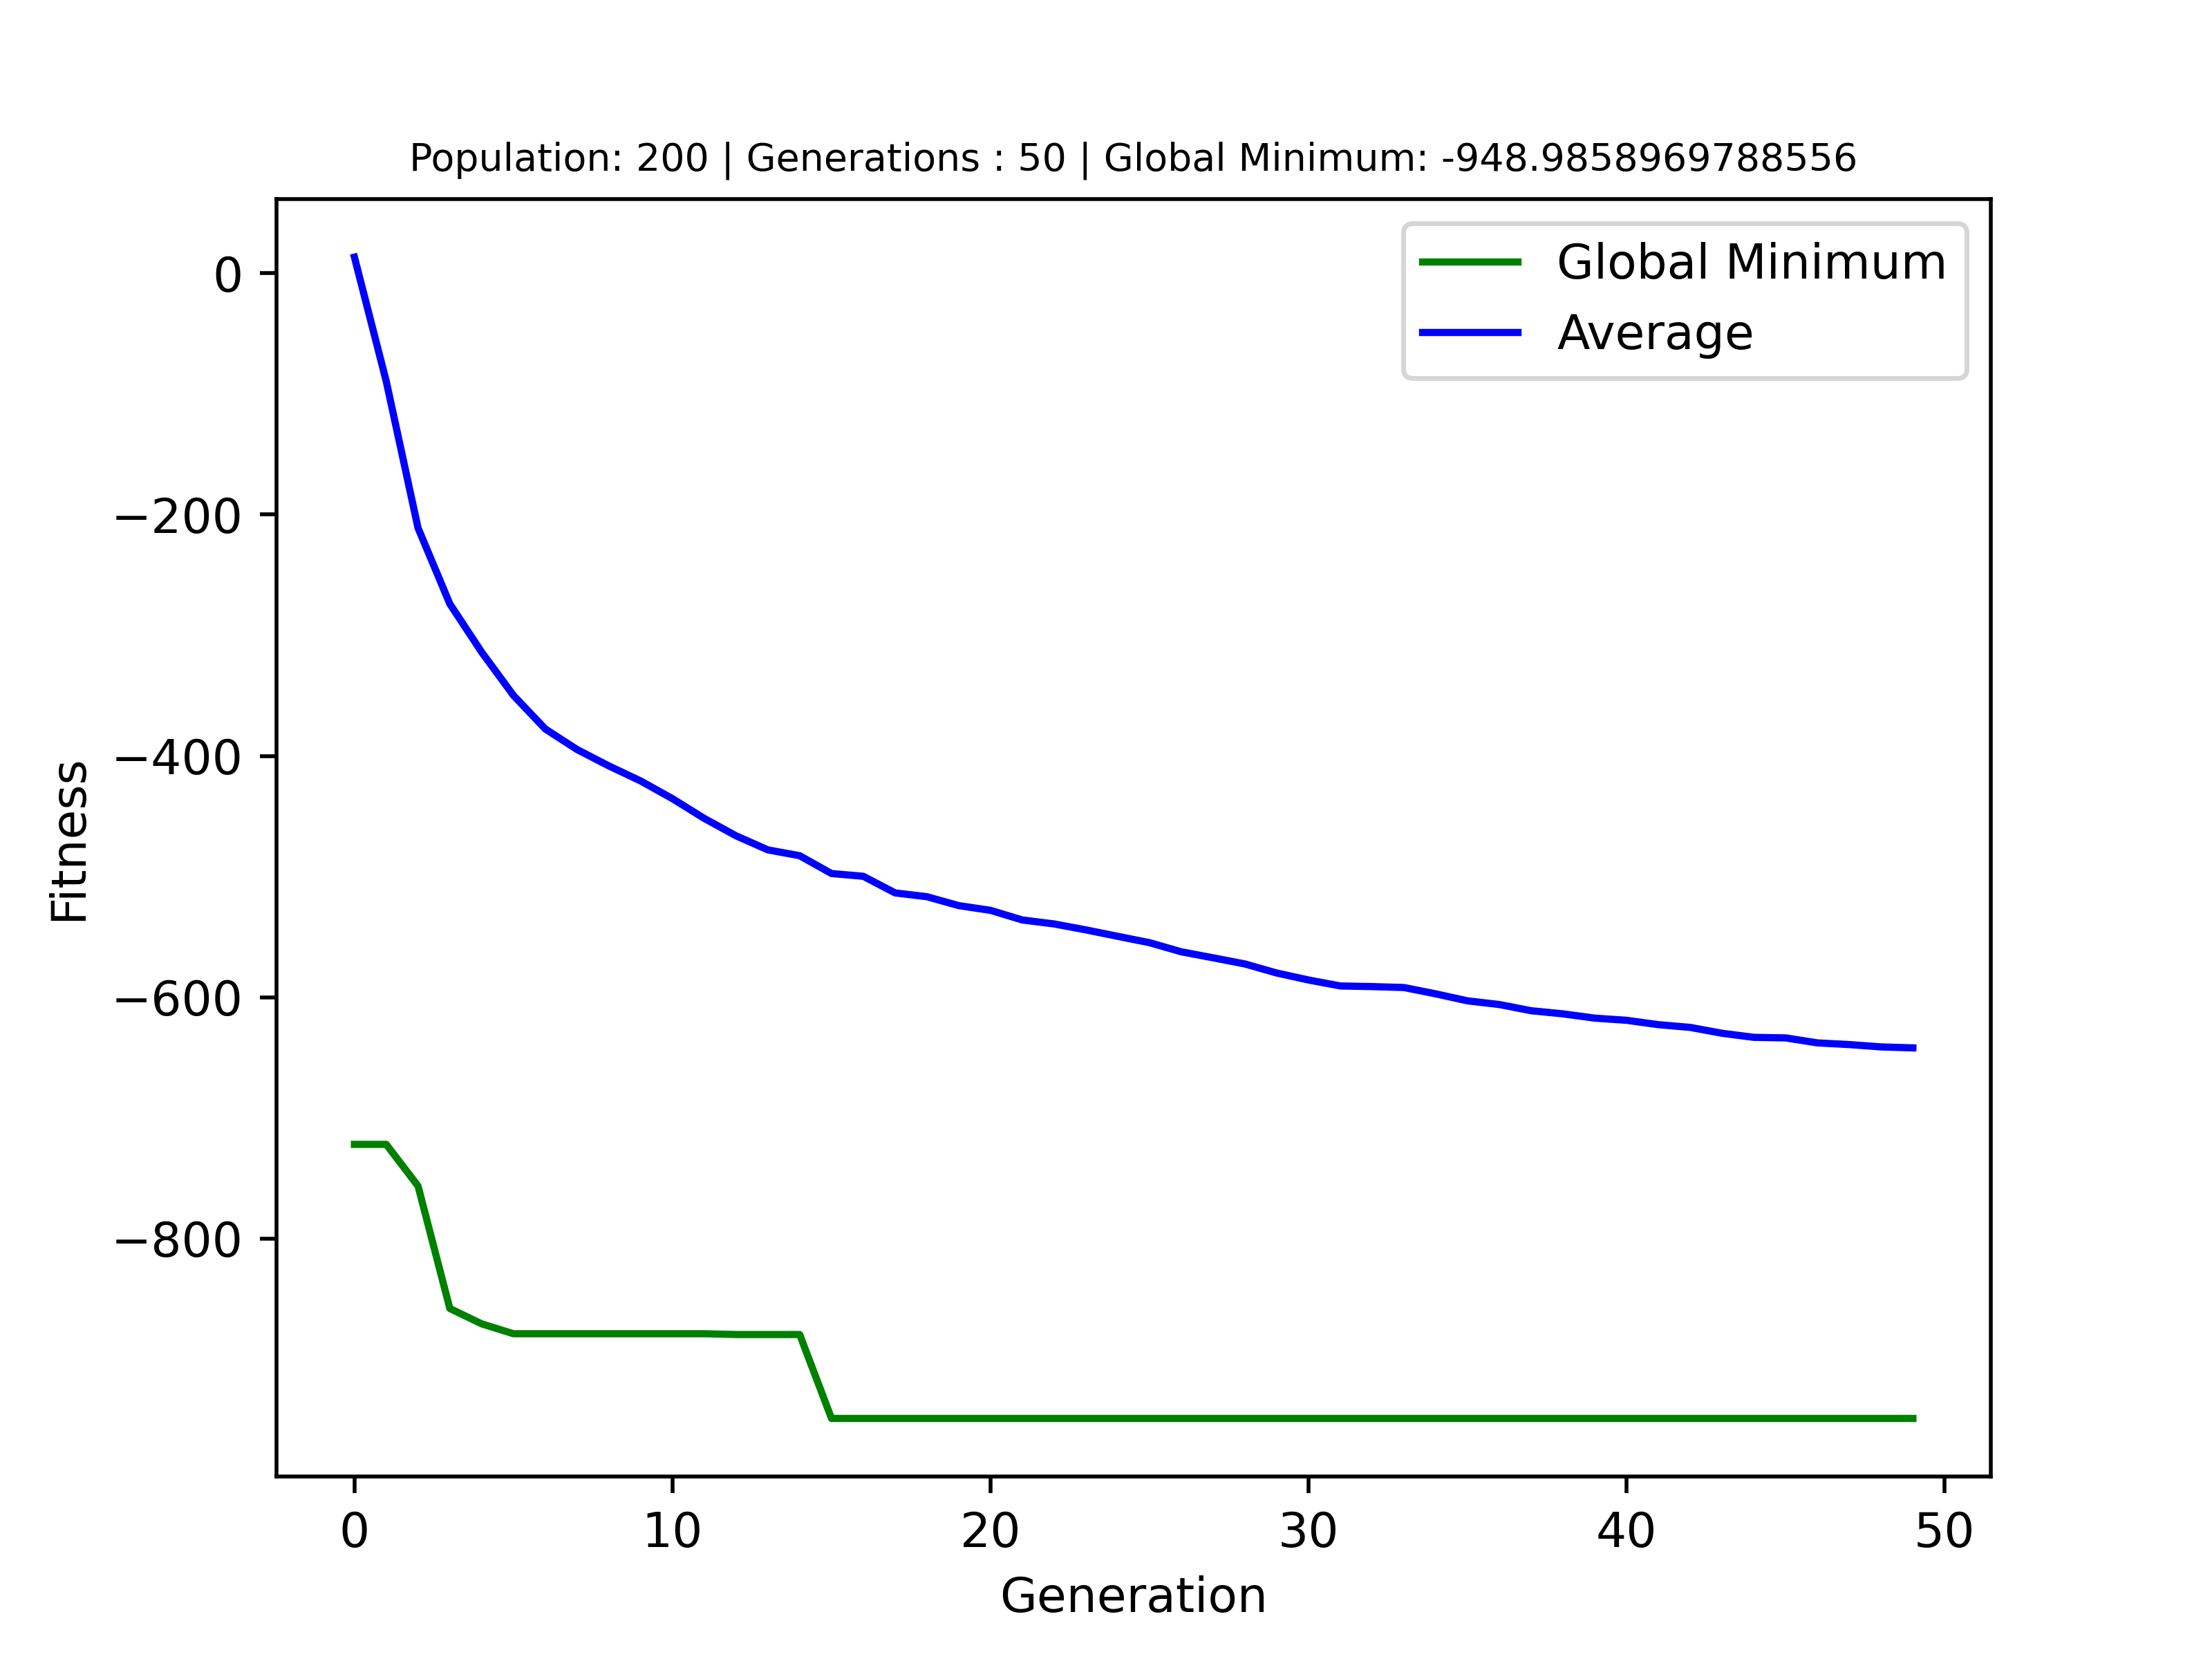 Population: 200 | Generations : 50 | Global Minimum: -948.9858969788556
Global Minimum
Average
0
−200
−400
−600
−800
Fitness
0 10 20 30 40 50
Generation